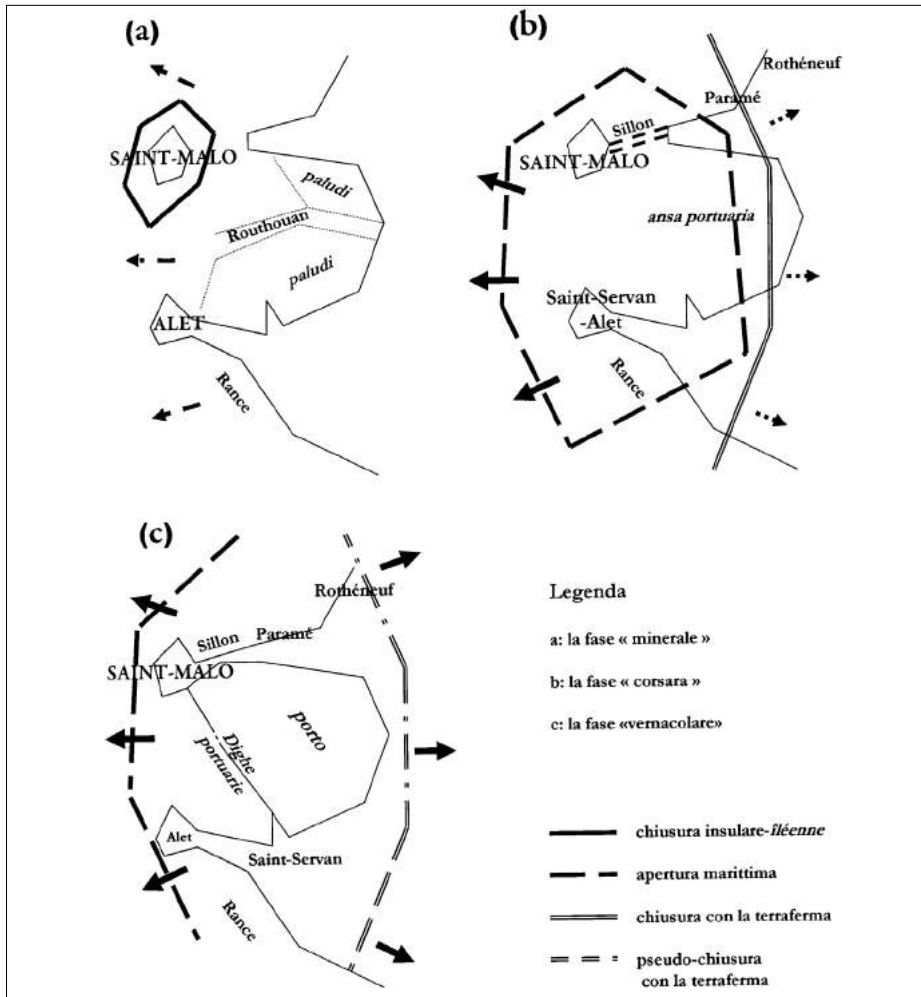 (a)
SAINT-MALO
paludi
Routhouan
paludi
ALET
Rance
(b)
Rothéneuf
Paramé
Sillon
SAINT-MALO
ansa portuaria
Saint-Servan
-Alet
Rance
(c)
Rothéneuf
Sillon
Paramé
SAINT-MALO
porto
Dighe
portuarie
Alet
Saint-Servan
Rance
Legenda
a: la fase « minerale »
b: la fase « corsara »
c: la fase «vernacolare»
chiusura insulare-îléenne
apertura marittima
chiusura con la terraferma
pseudo-chiusura
con la terraferma